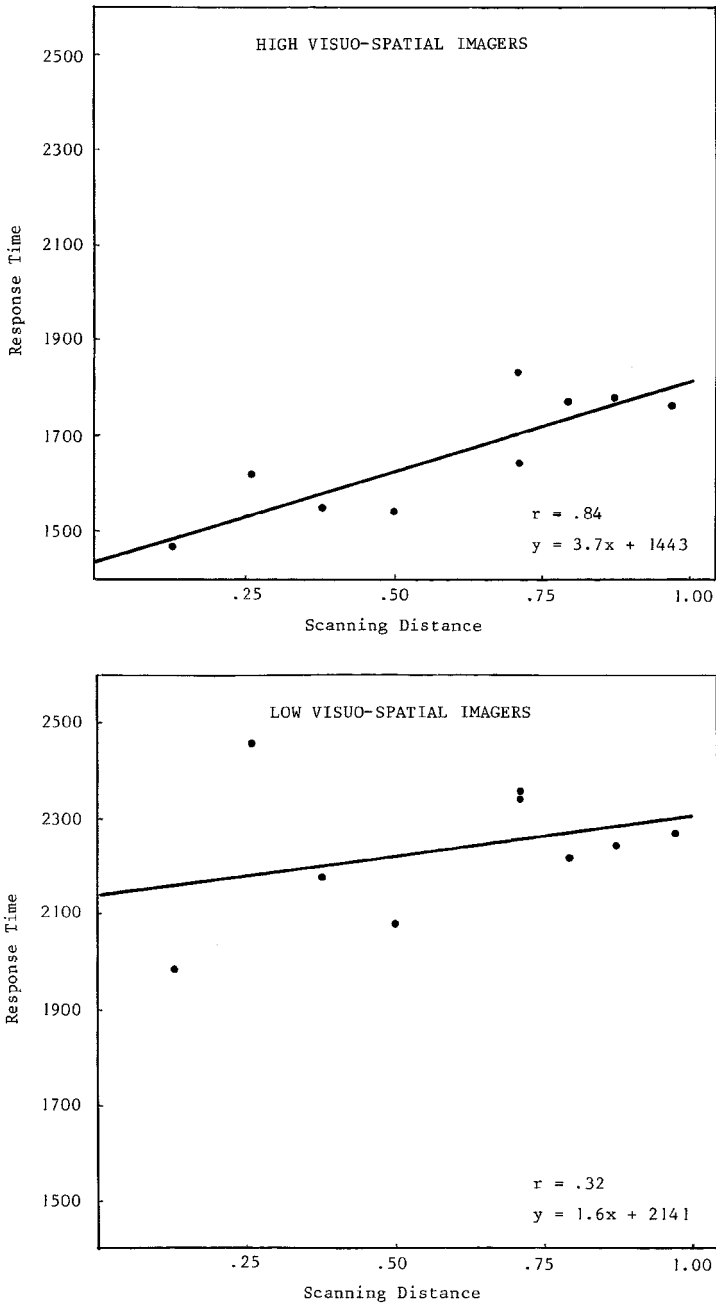 HIGH VISUO-SPATIAL IMAGERS
2500
2300
2100
1900
1700
1500
Response Time
r = .84
y = 3.7x + 1443
.25
.50
.75
1.00
Scanning Distance
LOW VISUO-SPATIAL IMAGERS
2500
2300
2100
1900
1700
1500
Response Time
r = .32
y = 1.6x + 2141
.25
.50
.75
1.00
Scanning Distance